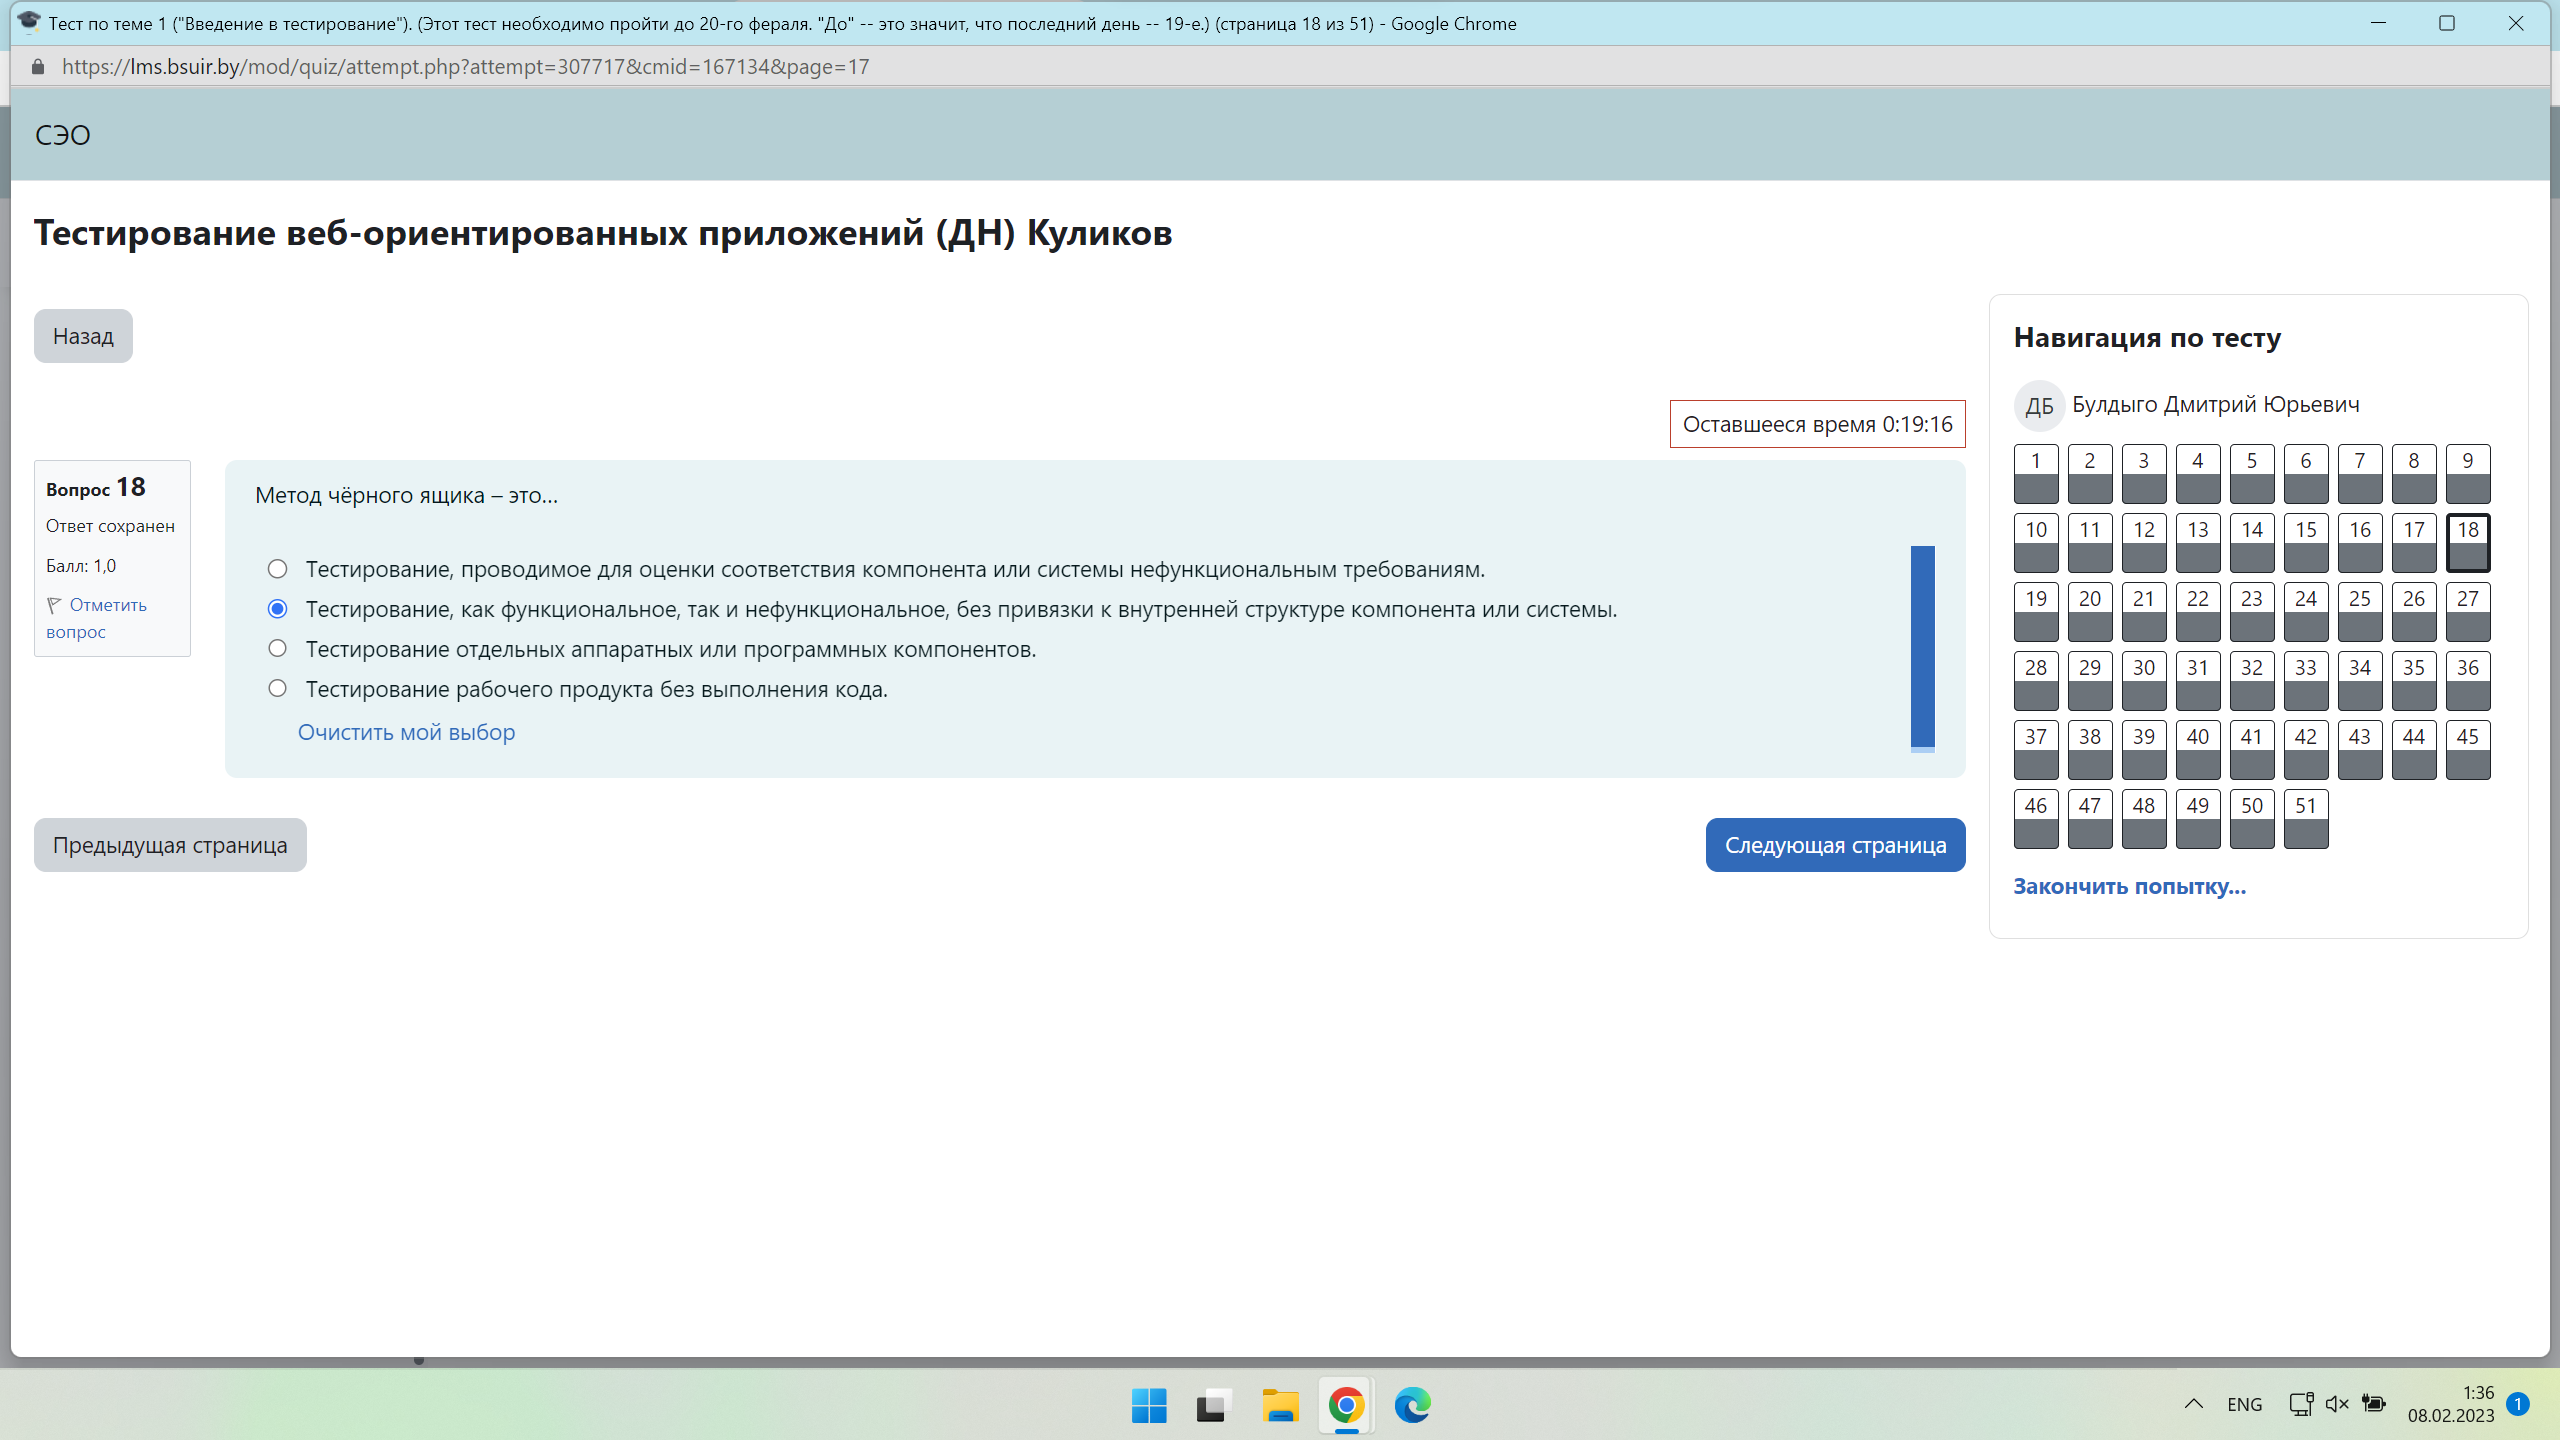 Тест по теме 1 ("Введение в тестирование"). (Этот тест необходимо пройти до 20-го фераля. "До" -- это значит, что последний день -- 19-е.) (страница 18 из 51) - Google Chrome
https://lms.bsuir.by/mod/quiz/attempt.php?attempt=307717&cmid=167134&page=17
СЭО
Тестирование веб-ориентированных приложений (ДН) Куликов
Назад
Оставшееся время 0:19:16
Вопрос 18
Ответ сохранен
Балл: 1,0
Отметить
вопрос
Метод чёрного ящика – это...
Тестирование, проводимое для оценки соответствия компонента или системы нефункциональным требованиям.
Тестирование, как функциональное, так и нефункциональное, без привязки к внутренней структуре компонента или системы.
Тестирование отдельных аппаратных или программных компонентов.
Тестирование рабочего продукта без выполнения кода.
Очистить мой выбор
Предыдущая страница
Следующая страница
Навигация по тесту
ДБ Булдыго Дмитрий Юрьевич
1 2 3 4 5 6 7 8 9
10 11 12 13 14 15 16 17 18
19 20 21 22 23 24 25 26 27
28 29 30 31 32 33 34 35 36
37 38 39 40 41 42 43 44 45
46 47 48 49 50 51
Закончить попытку...
ENG
1:36
08.02.2023
1